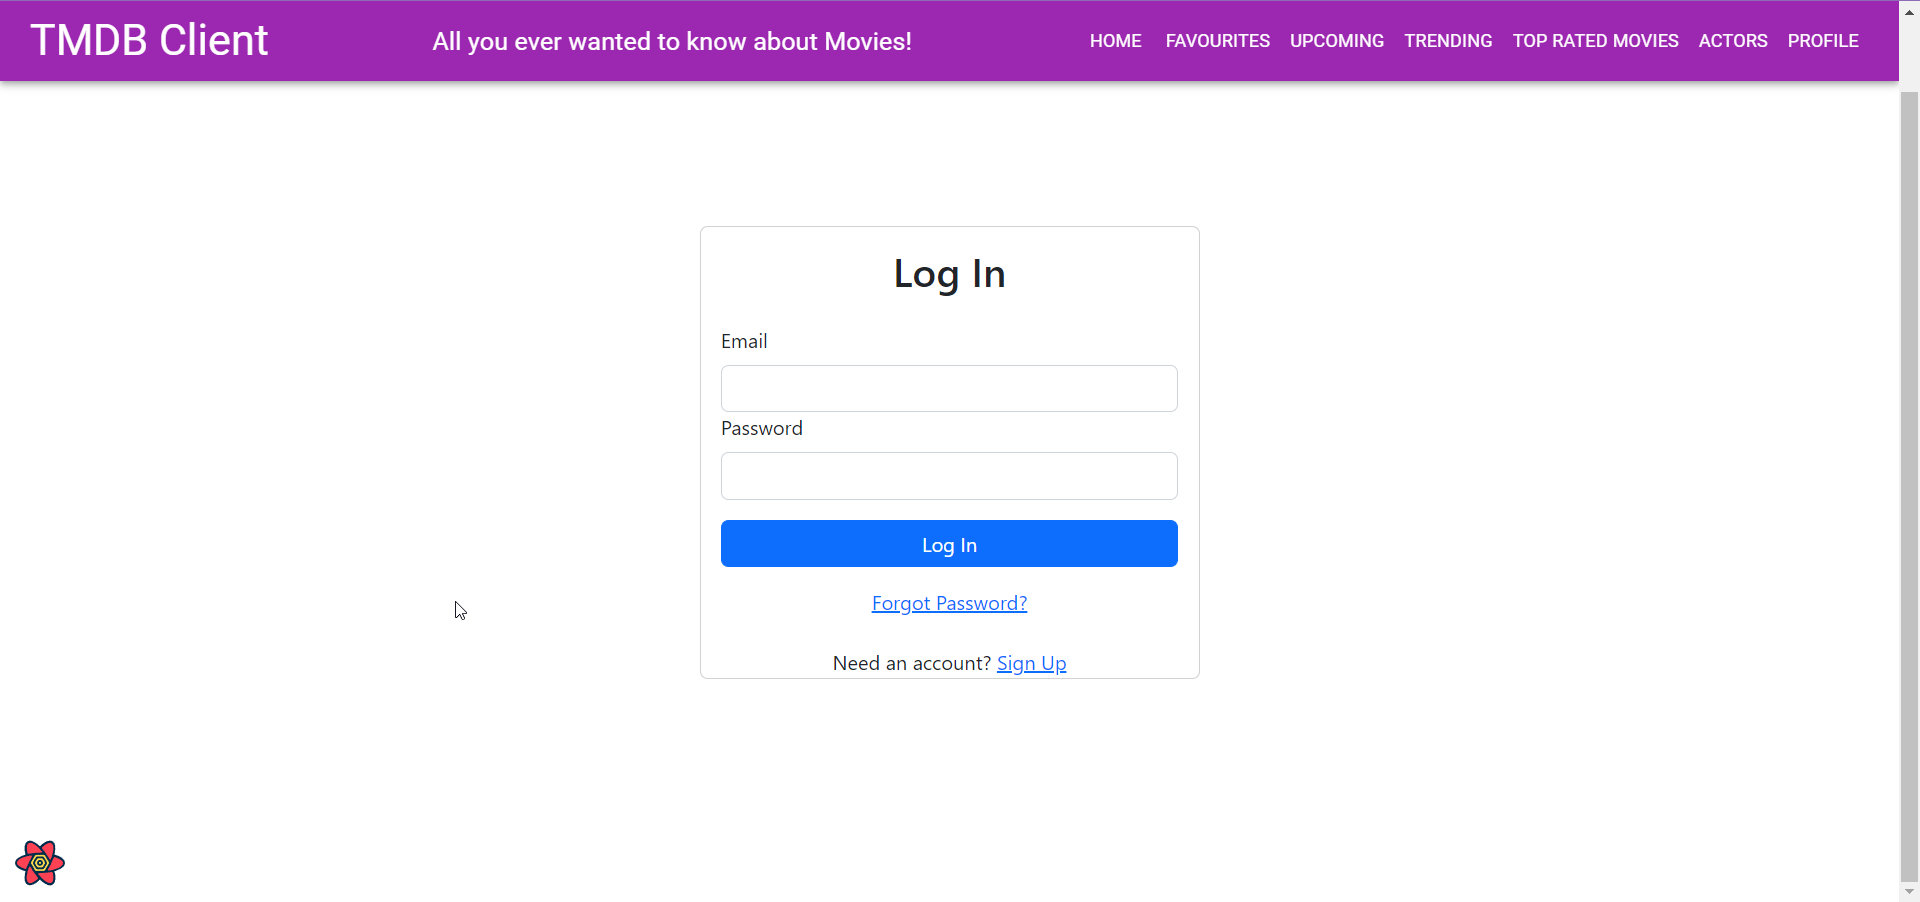 TMDB Client
All you ever wanted to know about Movies!
HOME FAVOURITES UPCOMING TRENDING TOP RATED MOVIES ACTORS PROFILE
Log In
Email
Password
Log In
Forgot Password?
Need an account? Sign Up